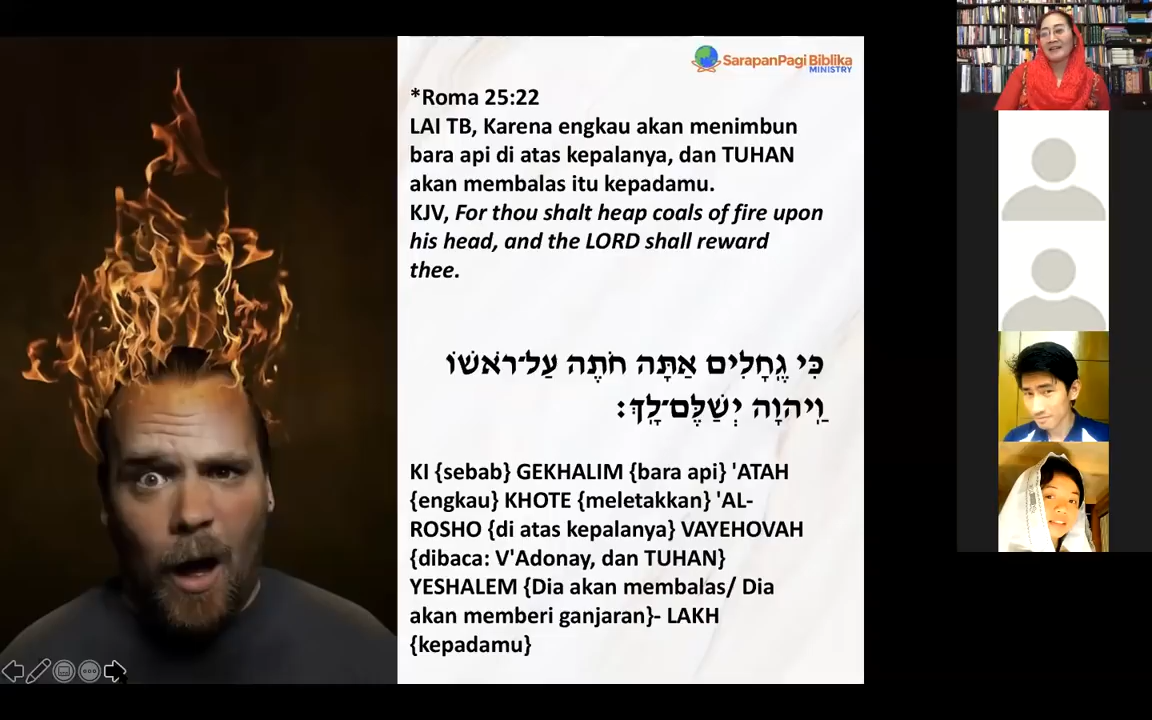 SarapanPagi Biblika
MINISTRY
*Roma 25:22
LAI TB, Karena engkau akan menimbun
bara api di atas kepalanya, dan TUHAN
akan membalas itu kepadamu.
KJV, For thou shalt heap coals of fire upon
his head, and the LORD shall reward
thee.
כִּי גֶחָלִים אַתָּה חֹתֶה עַל־רֹאשׁוֹ
וַיהוָה יְשַׁלֶּם־לָךְ׃
KI {sebab} GEKHALIM {bara api} 'ATAH
{engkau} KHOTE {meletakkan} 'AL-
ROSHO {di atas kepalanya} VAYEHOVAH
{dibaca: V'Adonay, dan TUHAN}
YESHALEM {Dia akan membalas/ Dia
akan memberi ganjaran}- LAKH
{kepadamu}